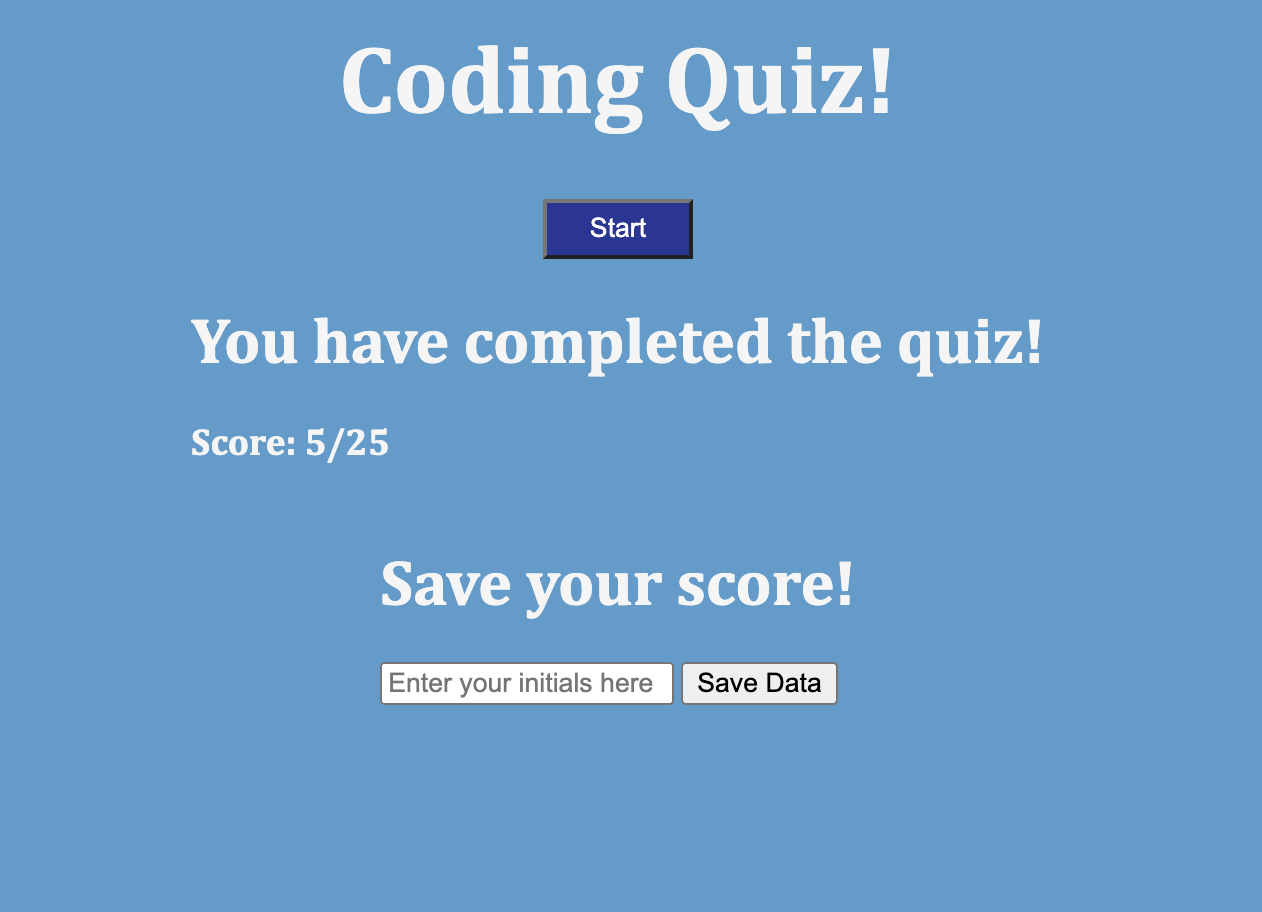 Coding Quiz!
Start
You have completed the quiz!
Score: 5/25
Save your score!
Enter your initials here Save Data